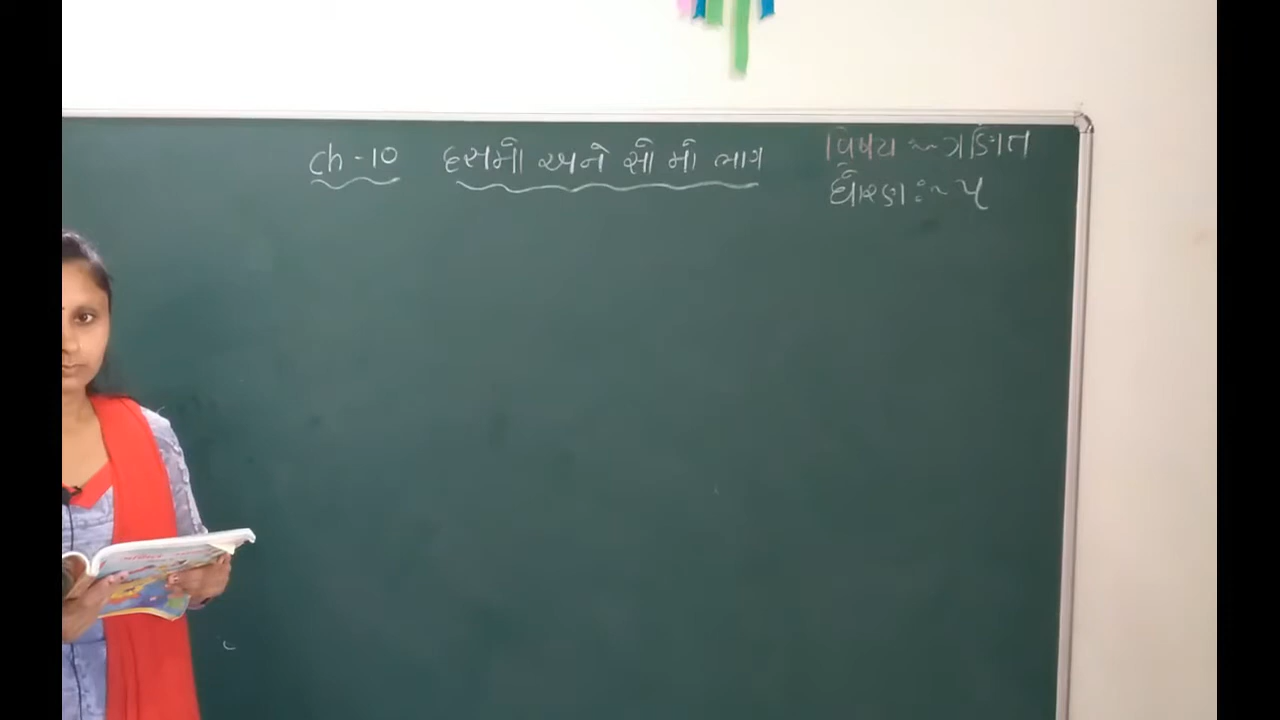 ch - 10 દસમાં અને સો માં ભાગ
વિષય :~ ગણિત
ધોરણ :~ ૫